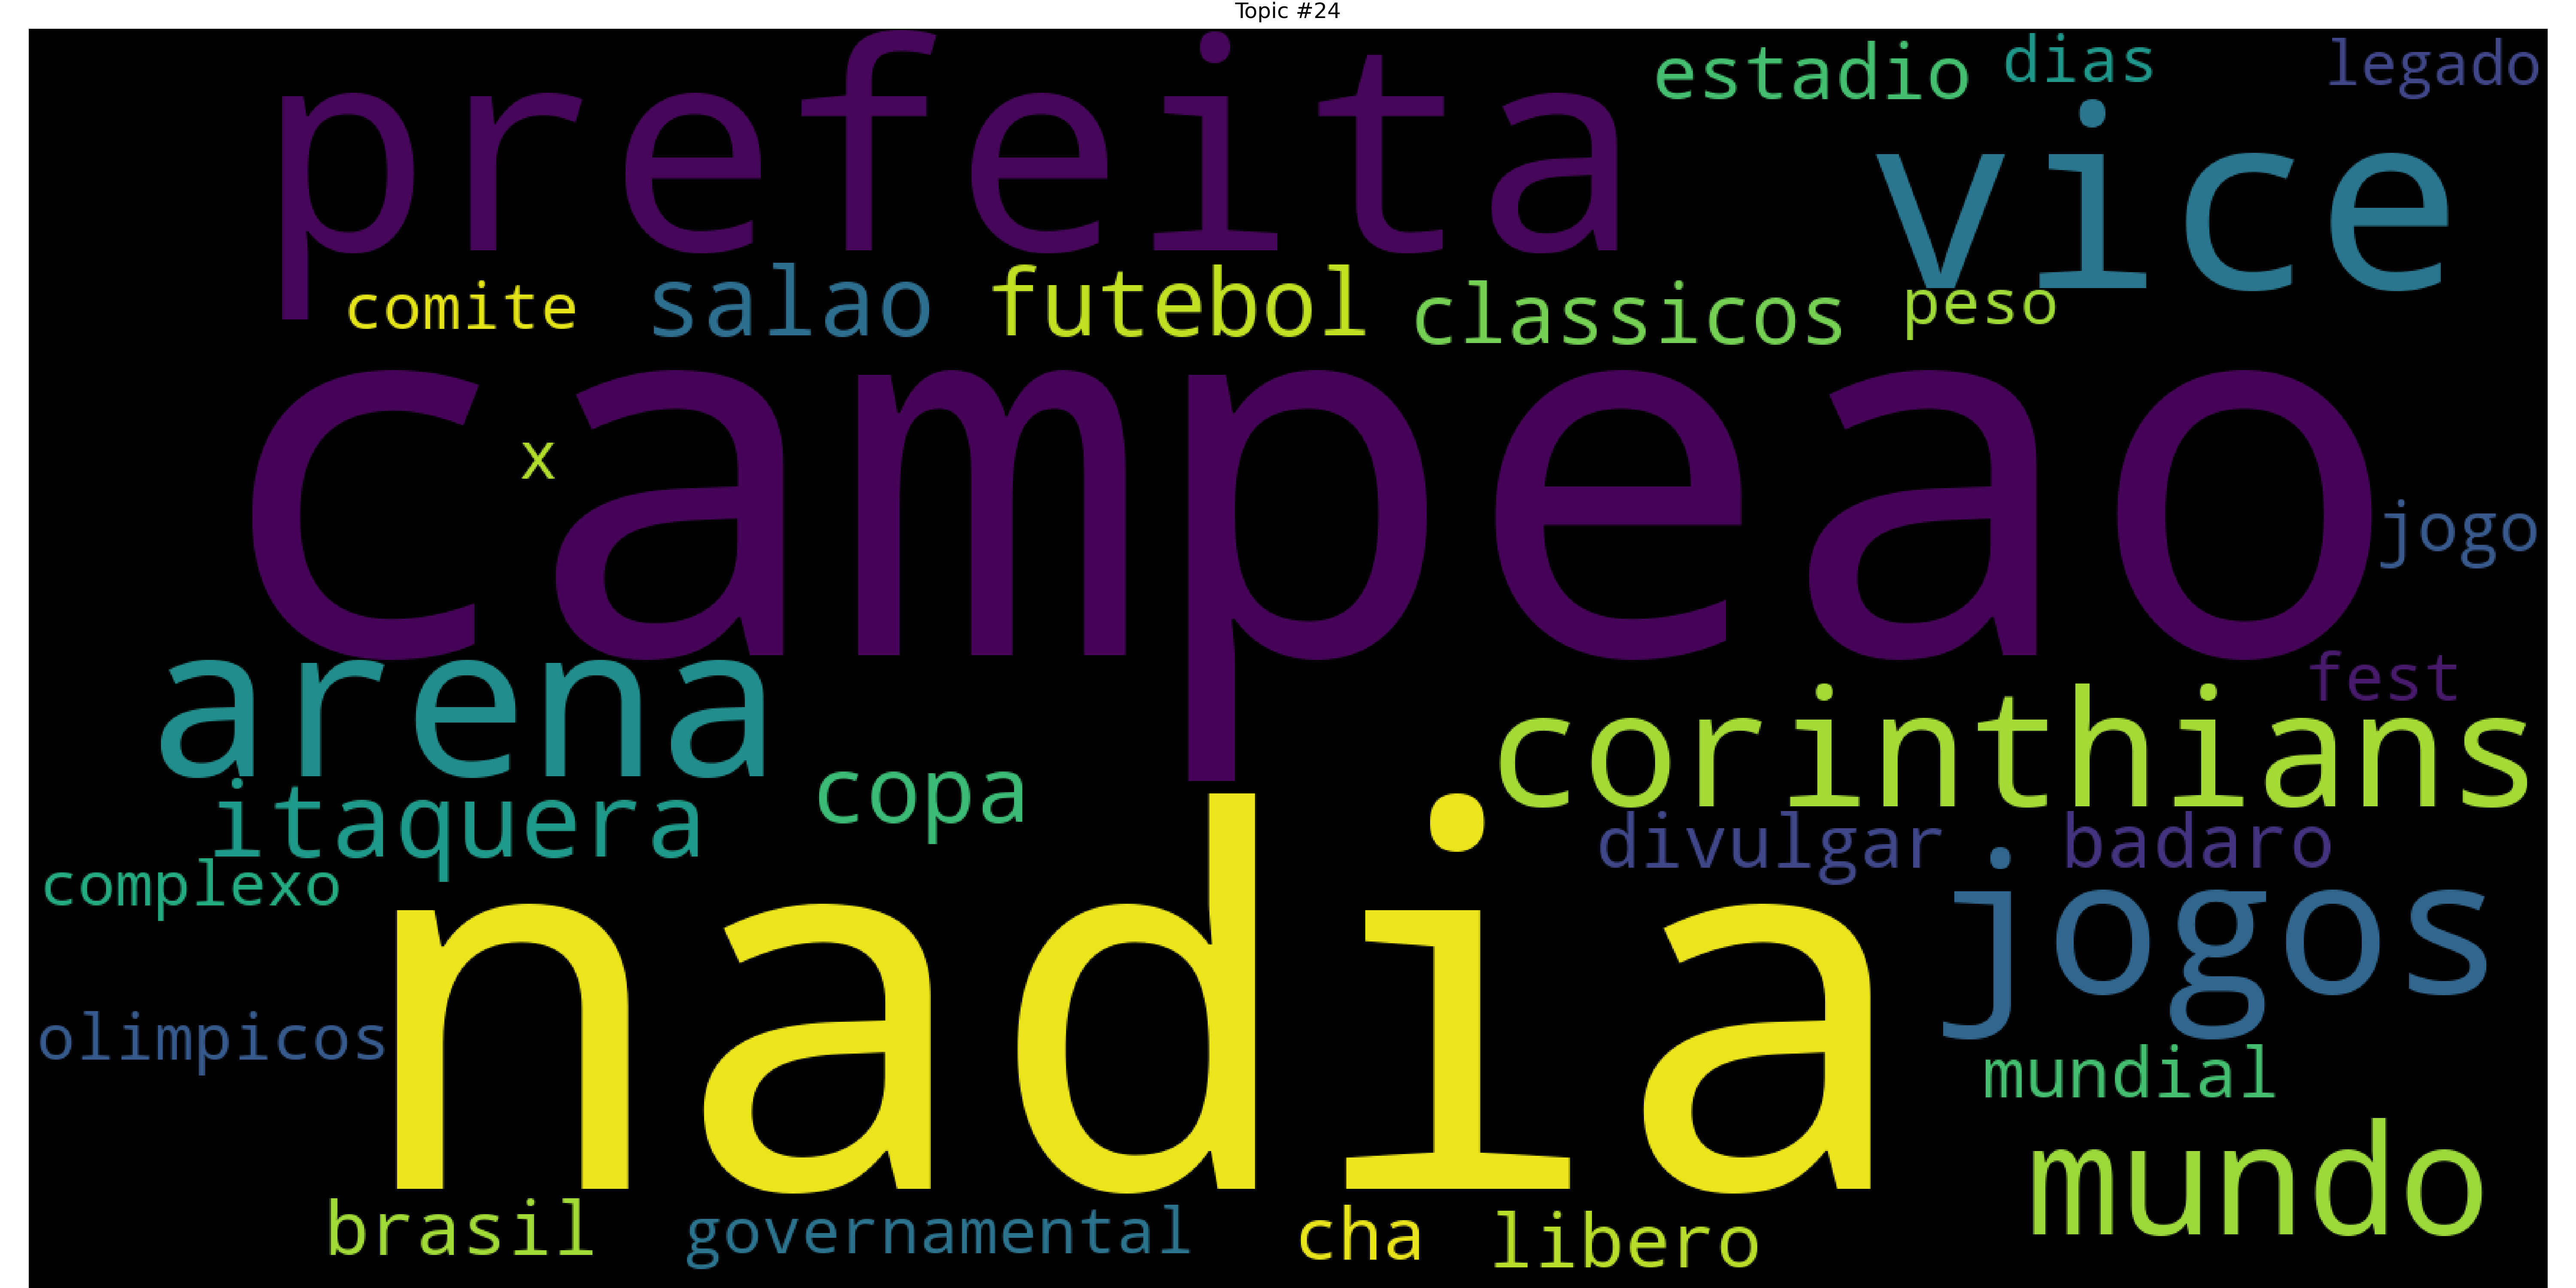 Topic #24
prefeita
estadio
dias
legado
vice
comite
salao
futebol
classicos
peso
campeao
x
jogo
fest
arena
corinthians
itaquera
copa
divulgar
badaro
complexo
nadia
jogos
olimpicos
mundial
mundo
brasil
governamental
cha
libero